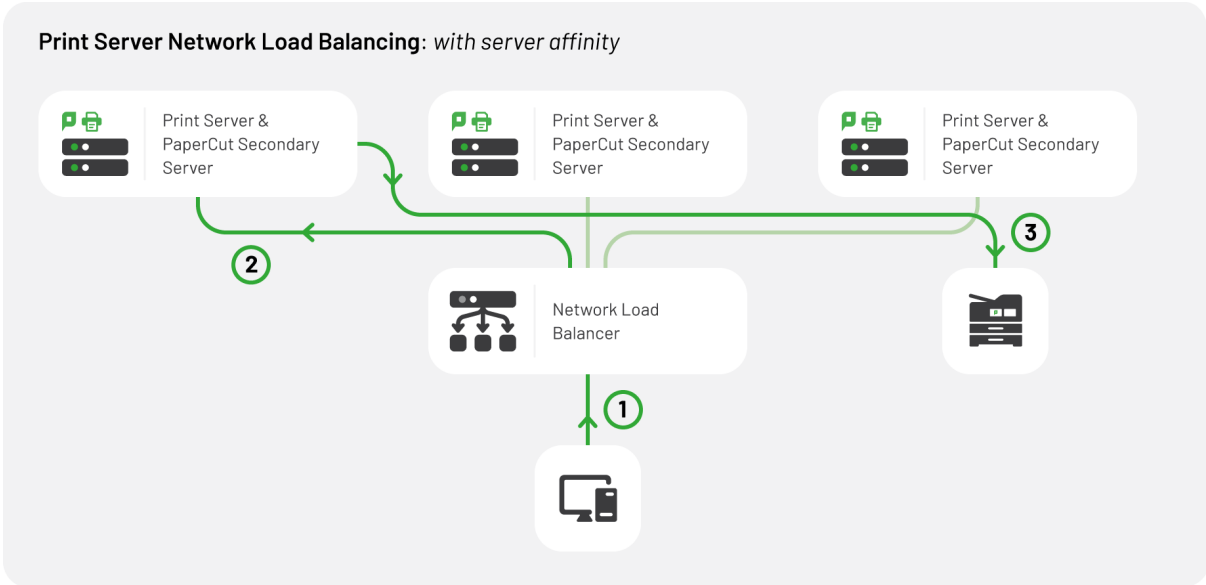 Print Server Network Load Balancing: with server affinity
Print Server &
PaperCut Secondary
Server
Print Server &
PaperCut Secondary
Server
Print Server &
PaperCut Secondary
Server
3
2
Network Load
Balancer
1